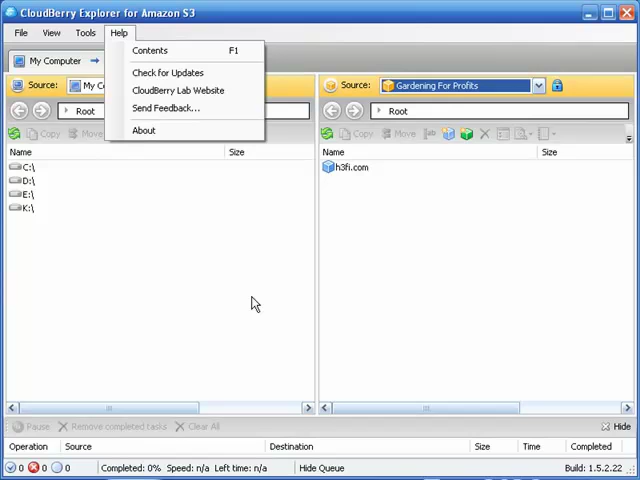 CloudBerry Explorer for Amazon S3
File View Tools Help
Contents F1
Check for Updates
CloudBerry Lab Website
Send Feedback...
About
My Computer
Source: My Co
Source: Gardening For Profits
Root
Root
Copy Move
Copy Move
Name Size
Name Size
C:\
D:\
E:\
K:\
h3fi.com
Pause Remove completed tasks Clear All Hide
Operation Source Destination Size Time Completed
0 0 0 Completed: 0% Speed: n/a Left time: n/a Hide Queue Build: 1.5.2.22